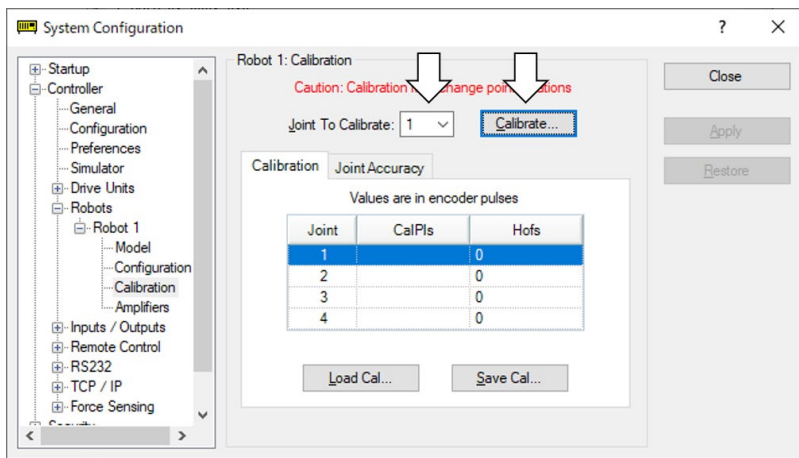 System Configuration
?
Startup
Controller
General
Configuration
Preferences
Simulator
Drive Units
Robots
Robot 1
Model
Configuration
Calibration
Amplifiers
Inputs / Outputs
Remote Control
RS232
TCP / IP
Force Sensing
Robot 1: Calibration
Caution: Calibration change point
Joint To Calibrate: 1 Calibrate...
Calibration Joint Accuracy
Values are in encoder pulses
Joint CalPls Hofs
1 0
2 0
3 0
4 0
Load Cal... Save Cal...
Close
Apply
Restore